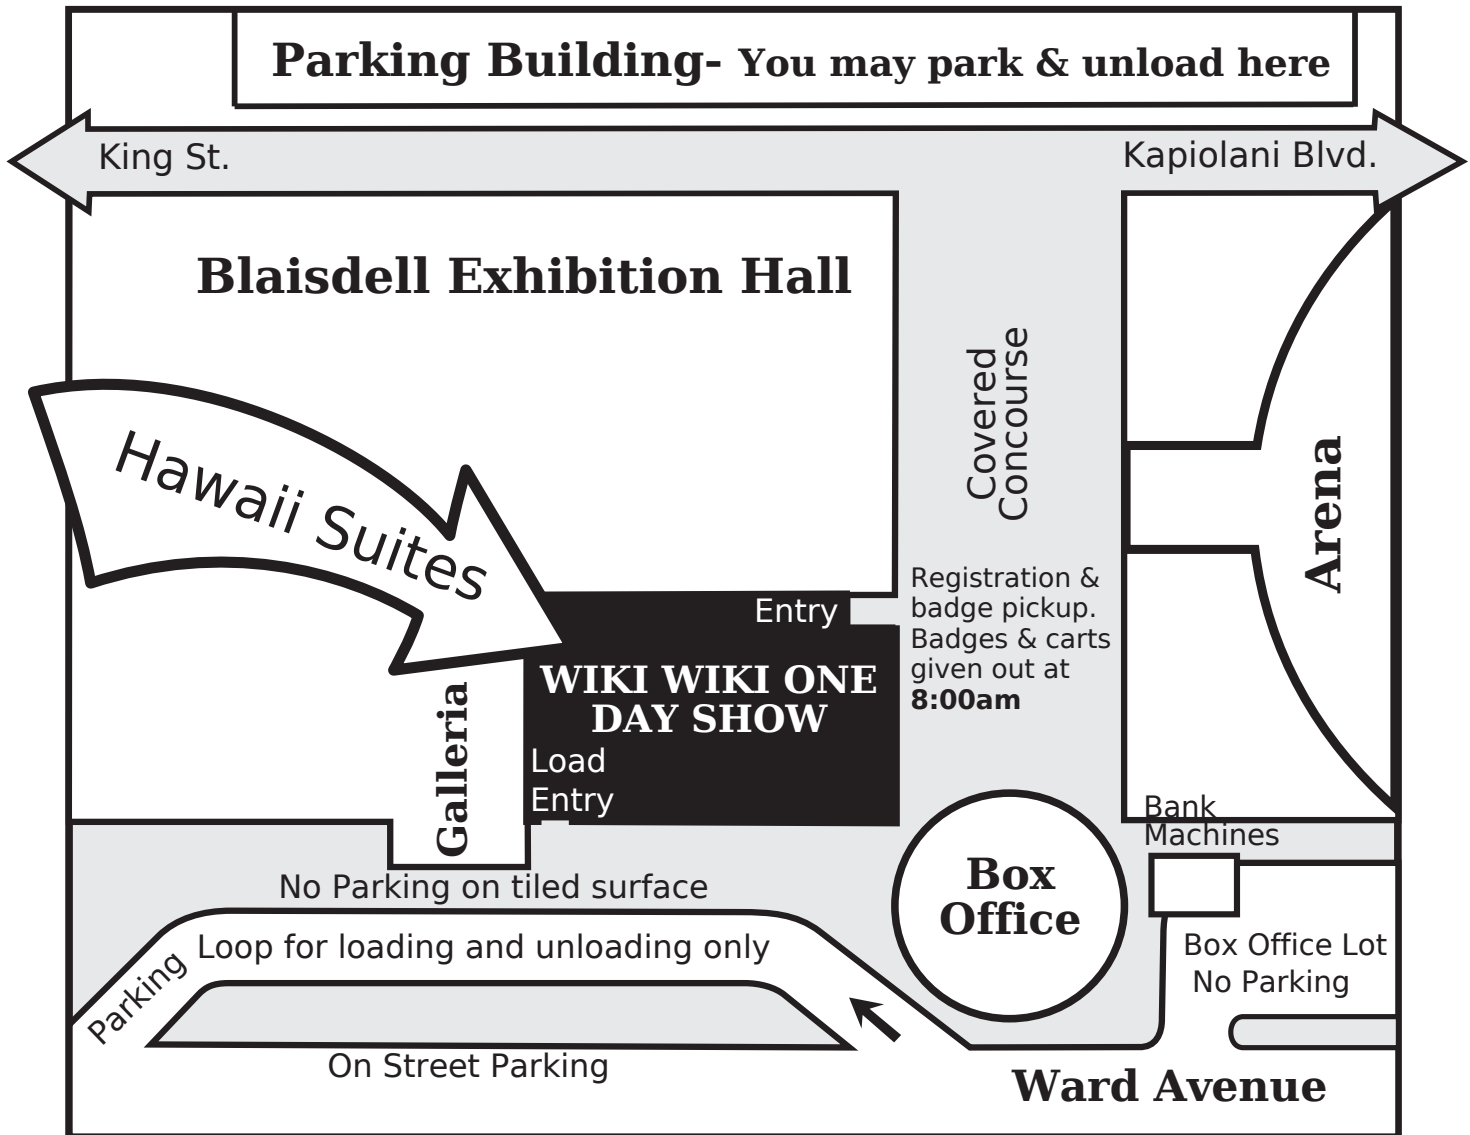 Parking Building- You may park & unload here
King St.
Kapiolani Blvd.
Blaisdell Exhibition Hall
Covered
Concourse
Hawaii Suites
Arena
Registration &
badge pickup.
Badges & carts
given out at
8:00am
Entry
WIKI WIKI ONE
DAY SHOW
Load
Entry
Galleria
Bank
Machines
Box
Office
No Parking on tiled surface
Loop for loading and unloading only
Parking
Box Office Lot
No Parking
On Street Parking
Ward Avenue